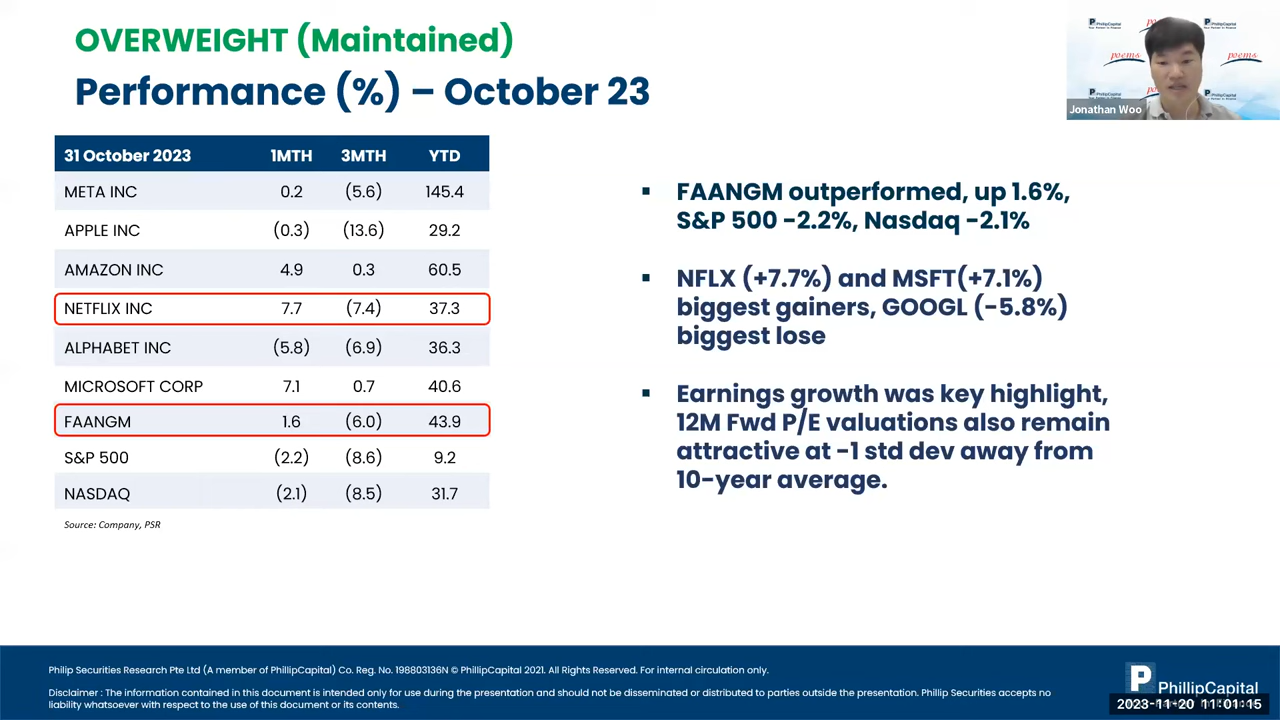 OVERWEIGHT (Maintained)
Performance (%) – October 23
PhillipCapital
PhillipCapital
poems
poems
PhillipCapital
Jonathan Woo
31 October 2023 1MTH 3MTH YTD
META INC 0.2 (5.6) 145.4
APPLE INC (0.3) (13.6) 29.2
AMAZON INC 4.9 0.3 60.5
NETFLIX INC 7.7 (7.4) 37.3
ALPHABET INC (5.8) (6.9) 36.3
MICROSOFT CORP 7.1 0.7 40.6
FAANGM 1.6 (6.0) 43.9
S&P 500 (2.2) (8.6) 9.2
NASDAQ (2.1) (8.5) 31.7
Source: Company, PSR
▪ FAANGM outperformed, up 1.6%,
S&P 500 -2.2%, Nasdaq -2.1%
▪ NFLX (+7.7%) and MSFT(+7.1%)
biggest gainers, GOOGL (-5.8%)
biggest lose
▪ Earnings growth was key highlight,
12M Fwd P/E valuations also remain
attractive at -1 std dev away from
10-year average.
Philip Securities Research Pte Ltd (A member of PhillipCapital) Co. Reg. No. 198803136N © PhillipCapital 2021. All Rights Reserved. For internal circulation only.
Disclaimer : The information contained in this document is intended only for use during the presentation and should not be disseminated or distributed to parties outside the presentation. Phillip Securities accepts no
liability whatsoever with respect to the use of this document or its contents.
PhillipCapital
2023-11-20 11:01:15